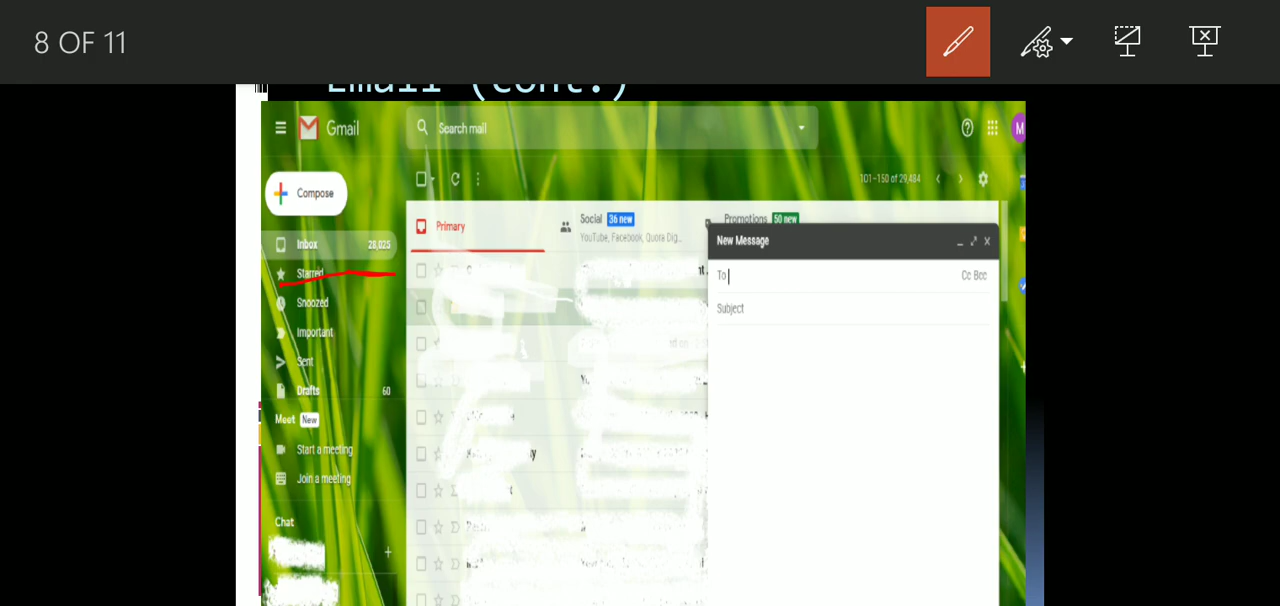 8 OF 11
Email (cont.)
Gmail
Search mail
Compose
101–150 of 29,484
Inbox 28,025
Starred
Snoozed
Important
Sent
Drafts 60
Meet New
Start a meeting
Join a meeting
Chat
Primary
Social 36 new
YouTube, Facebook, Quora Dig...
Promotions 50 new
New Message
To Cc Bcc
Subject
M